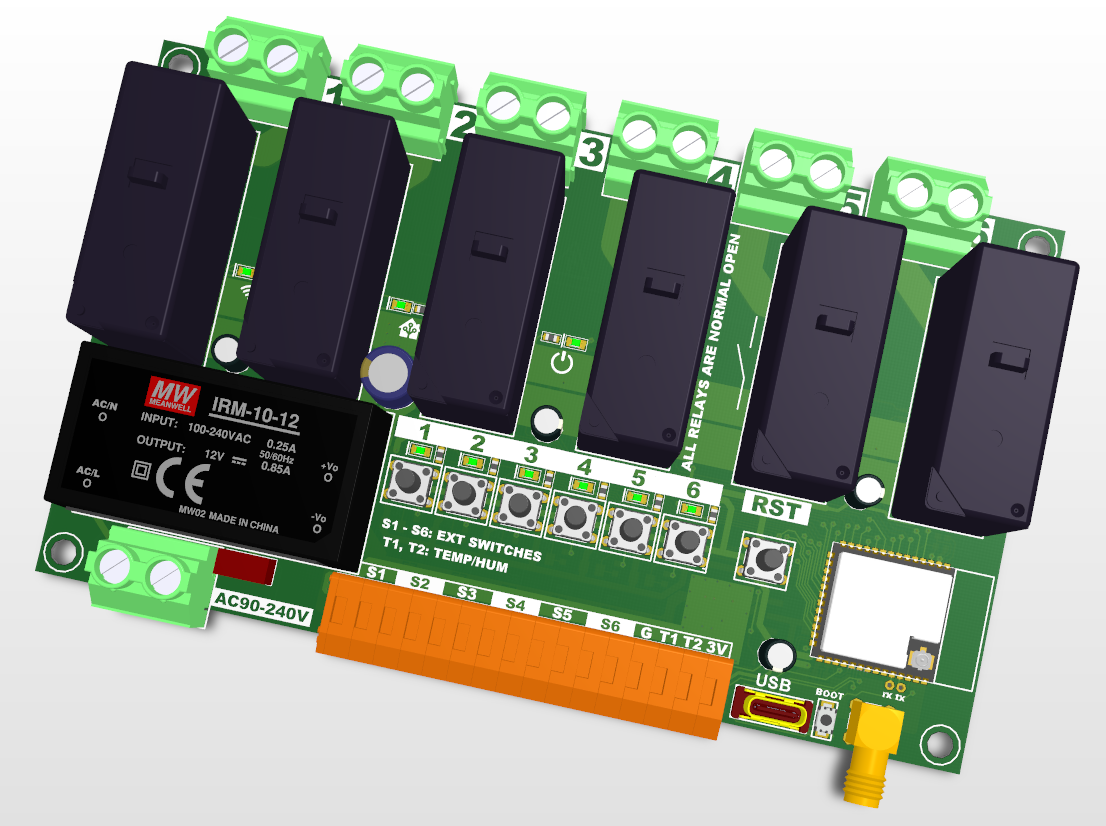 1
2
3
4
5
6
ALL RELAYS ARE NORMAL OPEN
MW
MEANWELL
IRM-10-12
AC/N
INPUT: 100-240VAC 0.25A
50/60Hz
OUTPUT: 12V 0.85A
AC/L
+Vo
-Vo
CE
MW02 MADE IN CHINA
1 2 3 4 5 6
RST
S1 - S6: EXT SWITCHES
T1, T2: TEMP/HUM
S1 S2 S3 S4 S5 S6 G T1 T2 3V
AC90-240V
USB
BOOT
rx tx